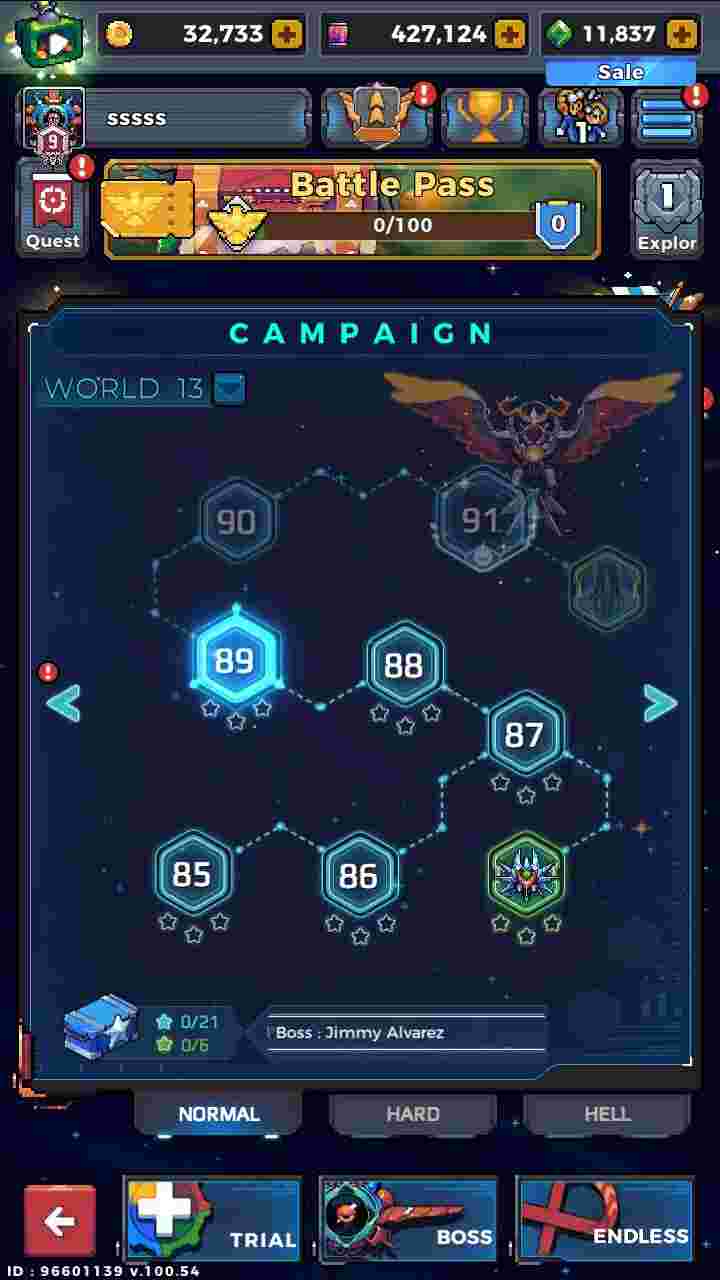 32,733
427,124
11,837
Sale
9
sssss
1
Quest
Battle Pass
0/100
0
1
Explor
CAMPAIGN
WORLD 13
90
91
89
88
87
85
86
0/21
0/6
Boss : Jimmy Alvarez
NORMAL
HARD
HELL
TRIAL
BOSS
ENDLESS
ID : 96601139 v.100.54